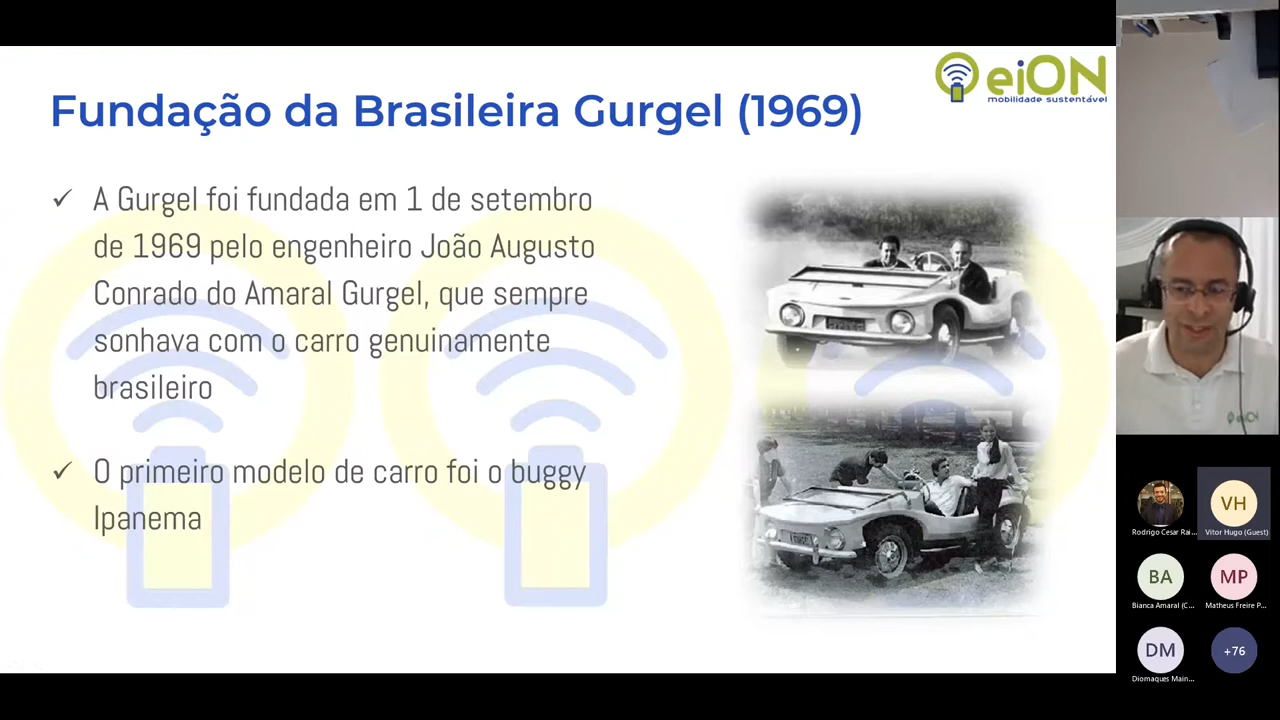 eiON
mobilidade sustentável
Fundação da Brasileira Gurgel (1969)
✓ A Gurgel foi fundada em 1 de setembro
de 1969 pelo engenheiro João Augusto
Conrado do Amaral Gurgel, que sempre
sonhava com o carro genuinamente
brasileiro
✓ O primeiro modelo de carro foi o buggy
Ipanema
eiON
Rodrigo Cesar Rai...
VH
Vitor Hugo (Guest)
BA
Bianca Amaral (C...
MP
Matheus Freire P...
DM
Diomaques Main...
+76